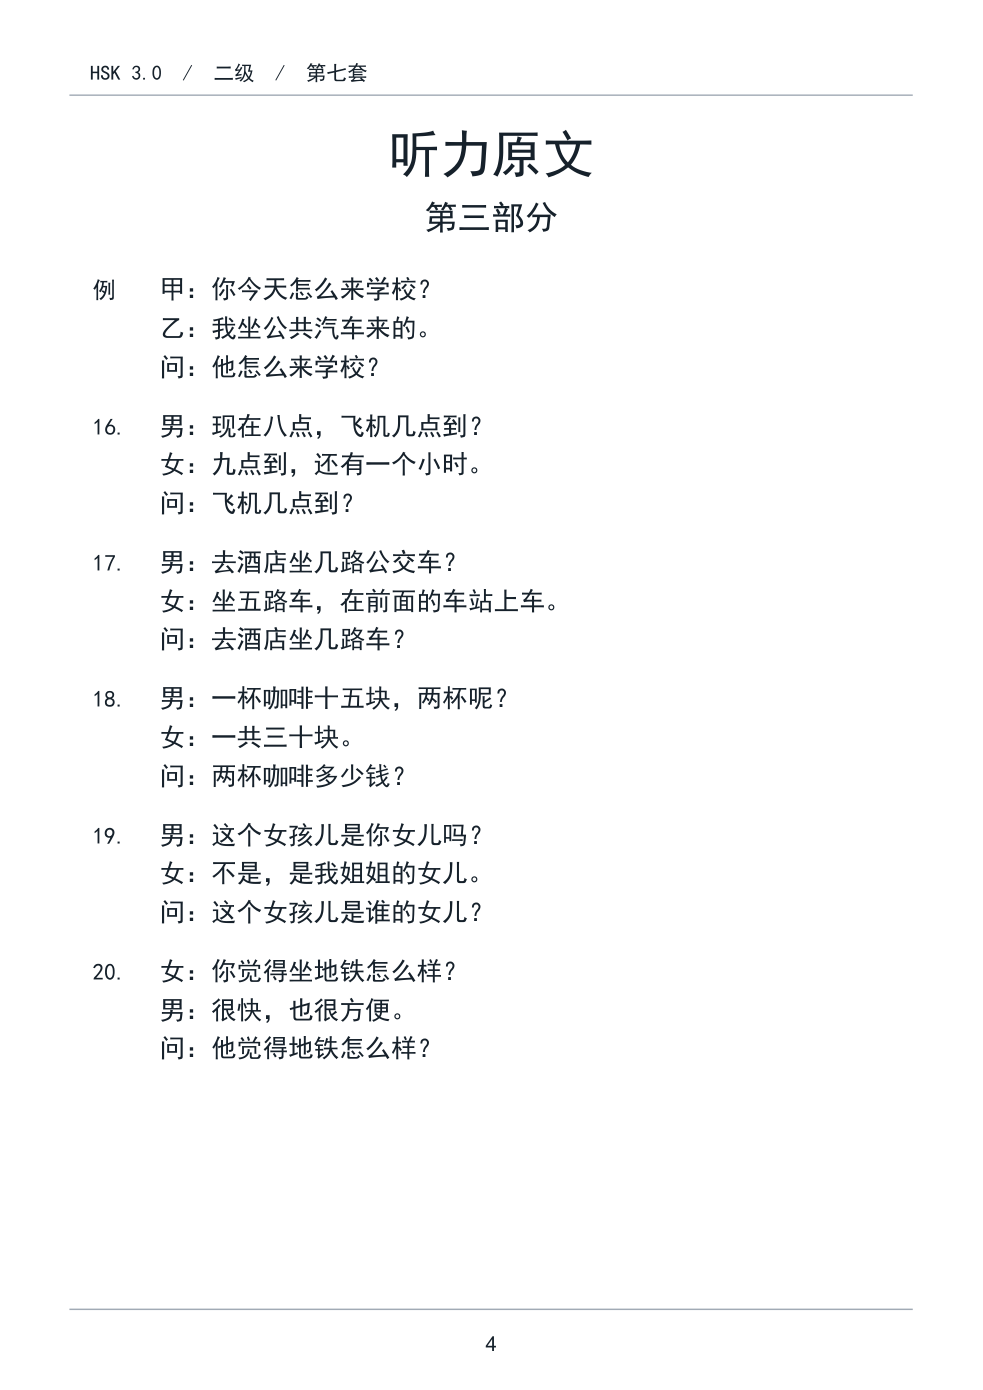 HSK 3.0 / 二级 / 第七套
听力原文
第三部分
例 甲：你今天怎么来学校？
乙：我坐公共汽车来的。
问：他怎么来学校？
16. 男：现在八点，飞机几点到？
女：九点到，还有一个小时。
问：飞机几点到？
17. 男：去酒店坐几路公交车？
女：坐五路车，在前面的车站上车。
问：去酒店坐几路车？
18. 男：一杯咖啡十五块，两杯呢？
女：一共三十块。
问：两杯咖啡多少钱？
19. 男：这个女孩儿是你女儿吗？
女：不是，是我姐姐的女儿。
问：这个女孩儿是谁的女儿？
20. 女：你觉得坐地铁怎么样？
男：很快，也很方便。
问：他觉得地铁怎么样？
4